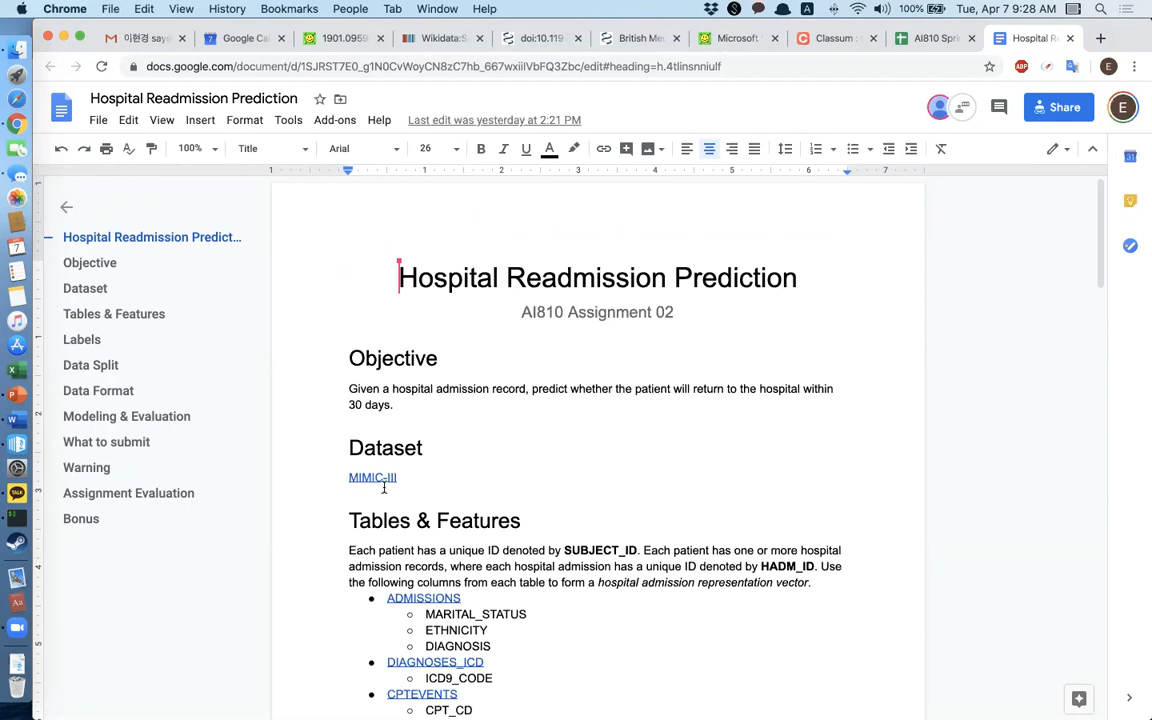 Chrome File Edit View History Bookmarks People Tab Window Help 100% Tue, Apr 7 9:28 AM
이현경 saye Google Cal 1901.0959 Wikidata:S doi:10.119 British Me Microsoft Classum : C AI810 Spri Hospital R
docs.google.com/document/d/1SJRST7E0_g1N0CvWoyCN8zC7hb_667wxiiIVbFQ3Zbc/edit#heading=h.4tlinsnniulf
Hospital Readmission Prediction
File Edit View Insert Format Tools Add-ons Help Last edit was yesterday at 2:21 PM
Share
100% Title Arial 26
Hospital Readmission Predict...
Objective
Dataset
Tables & Features
Labels
Data Split
Data Format
Modeling & Evaluation
What to submit
Warning
Assignment Evaluation
Bonus
Hospital Readmission Prediction
AI810 Assignment 02
Objective
Given a hospital admission record, predict whether the patient will return to the hospital within
30 days.
Dataset
MIMIC-III
Tables & Features
Each patient has a unique ID denoted by SUBJECT_ID. Each patient has one or more hospital
admission records, where each hospital admission has a unique ID denoted by HADM_ID. Use
the following columns from each table to form a hospital admission representation vector.
ADMISSIONS
MARITAL_STATUS
ETHNICITY
DIAGNOSIS
DIAGNOSES_ICD
ICD9_CODE
CPTEVENTS
CPT_CD